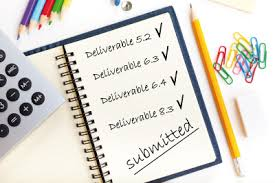 Deliverable 5.2 ✓
Deliverable 6.3 ✓
Deliverable 6.4 ✓
Deliverable 8.3 ✓
submitted